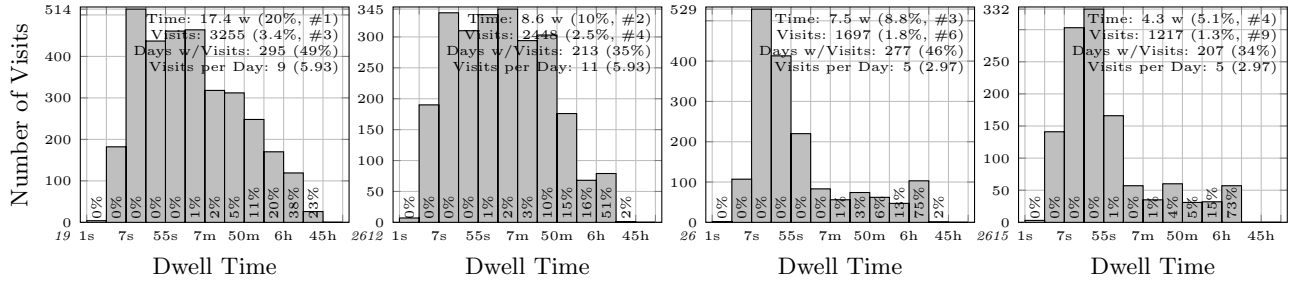 Number of Visits
514
400
300
200
100
0
Time: 17.4 w (20%, #1)
Visits: 3255 (3.4%, #3)
Days w/Visits: 295 (49%)
Visits per Day: 9 (5.93)
0% 0% 0% 0% 0% 1% 2% 5% 11% 20% 38% 23%
19 1s 7s 55s 7m 50m 6h 45h
Dwell Time
345
300
250
200
150
100
50
0
Time: 8.6 w (10%, #2)
Visits: 2448 (2.5%, #4)
Days w/Visits: 213 (35%)
Visits per Day: 11 (5.93)
0% 0% 0% 0% 1% 2% 3% 10% 15% 16% 51% 2%
2612 1s 7s 55s 7m 50m 6h 45h
Dwell Time
529
400
300
200
100
0
Time: 7.5 w (8.8%, #3)
Visits: 1697 (1.8%, #6)
Days w/Visits: 277 (46%)
Visits per Day: 5 (2.97)
0% 0% 0% 0% 0% 0% 1% 3% 6% 13% 75% 2%
26 1s 7s 55s 7m 50m 6h 45h
Dwell Time
332
300
250
200
150
100
50
0
Time: 4.3 w (5.1%, #4)
Visits: 1217 (1.3%, #9)
Days w/Visits: 207 (34%)
Visits per Day: 5 (2.97)
0% 0% 0% 0% 1% 0% 1% 4% 5% 15% 73%
2615 1s 7s 55s 7m 50m 6h 45h
Dwell Time